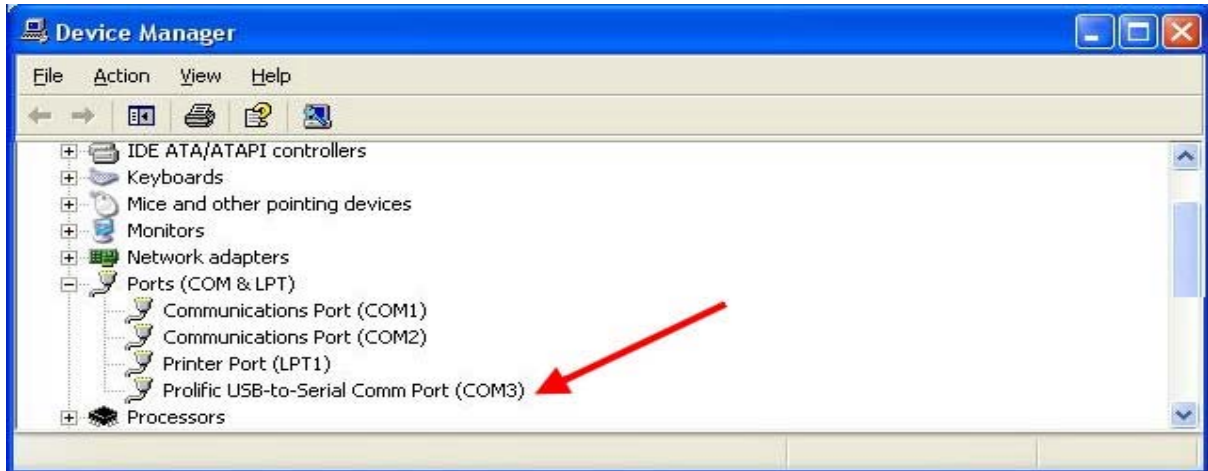 Device Manager
File Action View Help
IDE ATA/ATAPI controllers
Keyboards
Mice and other pointing devices
Monitors
Network adapters
Ports (COM & LPT)
Communications Port (COM1)
Communications Port (COM2)
Printer Port (LPT1)
Prolific USB-to-Serial Comm Port (COM3)
Processors